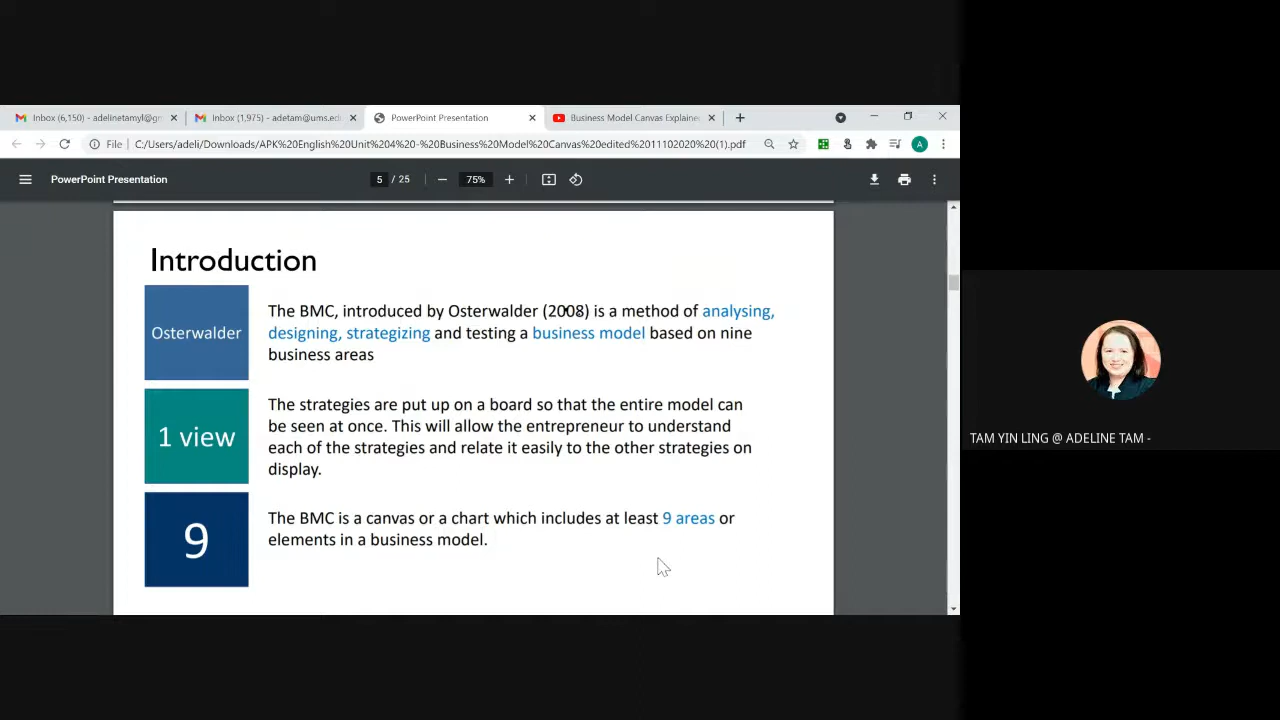 Inbox (6,150) - adelinetamyl@gm
Inbox (1,975) - adetam@ums.ed
PowerPoint Presentation
Business Model Canvas Explaine
File | C:/Users/adeli/Downloads/APK%20English%20Unit%204%20-%20Business%20Model%20Canvas%20edited%2011102020%20(1).pdf
A
PowerPoint Presentation
5 / 25
75%
Introduction
Osterwalder
The BMC, introduced by Osterwalder (2008) is a method of analysing,
designing, strategizing and testing a business model based on nine
business areas
1 view
The strategies are put up on a board so that the entire model can
be seen at once. This will allow the entrepreneur to understand
each of the strategies and relate it easily to the other strategies on
display.
9
The BMC is a canvas or a chart which includes at least 9 areas or
elements in a business model.
TAM YIN LING @ ADELINE TAM -